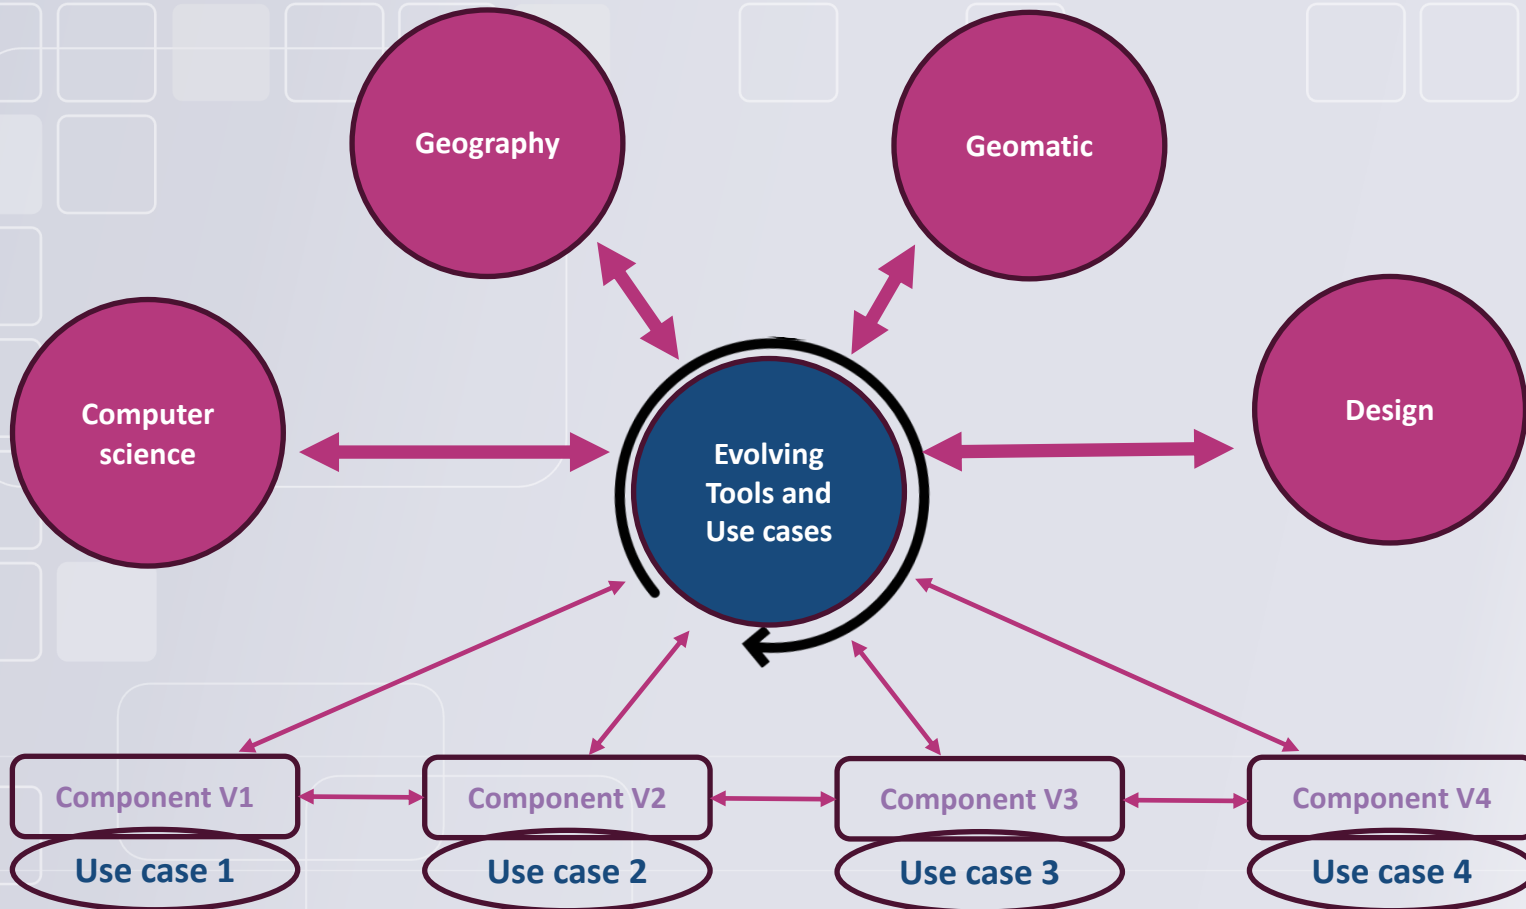 Geography
Geomatic
Computer
science
Design
Evolving
Tools and
Use cases
Component V1
Component V2
Component V3
Component V4
Use case 1
Use case 2
Use case 3
Use case 4